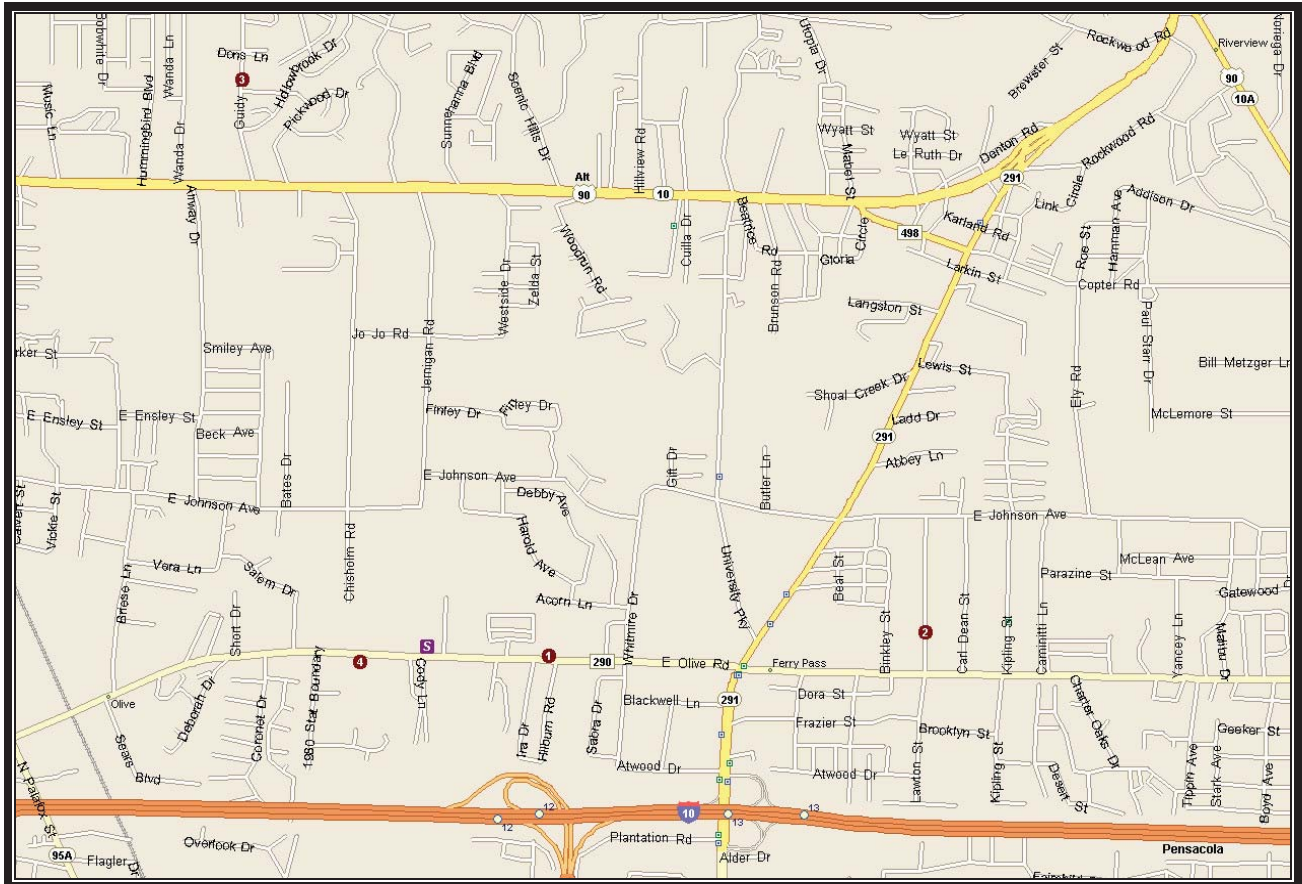 Bobwhite Dr
Wanda Ln
Dons Ln
Hollowbrook Dr
Utopia Dr
Rockwood Rd
Noriega Dr
Riverview
3
Music Ln
Hummingbird Blvd
Guidy
Pickwood Dr
Sunnehanna Blvd
Scenic Hills Dr
Brewster St
90
10A
Wanda Dr
Hillview Rd
Wyatt St
Wyatt St
Le Ruth Dr
Danton Rd
Rockwood Rd
Mabel St
291
Alt
90
10
Airway Dr
Beatrice
Rd
Link Circle
Hamman Ave
Addison Dr
Woodrun Rd
Cuilla Dr
Circle
498
Karland Rd
Roe St
Gloria
Westside Dr
Zelda St
Brunson Rd
Larkin St
Copter Rd
Langston St
Paul Starr Dr
Jo Jo Rd
Jernigan Rd
rker St
Smiley Ave
Lewis St
Bill Metzger Ln
Shoal Creek Dr
Ely Rd
E Ensley St
E Ensley St
Finley Dr
Finley Dr
Ladd Dr
McLemore St
Beck Ave
291
Abbey Ln
Bates Dr
E Johnson Ave
Gift Dr
Butler Ln
Vickie St
E Johnson Ave
Debby Ave
E Johnson Ave
Chisholm Rd
Harold Ave
University Pky
Briese Ln
Vera Ln
Salem Dr
Beal St
McLean Ave
Parazine St
Gatewood Dr
Acorn Ln
Whitmire Dr
Short Dr
Binkley St
2
Carl Dean St
Kipling St
Caminitti Ln
Yancey Ln
S
4
1
290
E Olive Rd
Ferry Pass
Olive
Deborah Dr
Coronet Dr
1980 Stat Boundary
Cody Ln
Ira Dr
Hilburn Rd
Sabra Dr
Blackwell Ln
291
Dora St
Charter Oaks Dr
Frazier St
Brooklyn St
Geeker St
Sears Blvd
Atwood Dr
Atwood Dr
Lawton St
Kipling St
Desert St
Tippin Ave
Stark Ave
Boyd Ave
N Palafox St
12
12
10
13
13
Overlook Dr
Plantation Rd
Pensacola
95A
Flagler Dr
Alder Dr